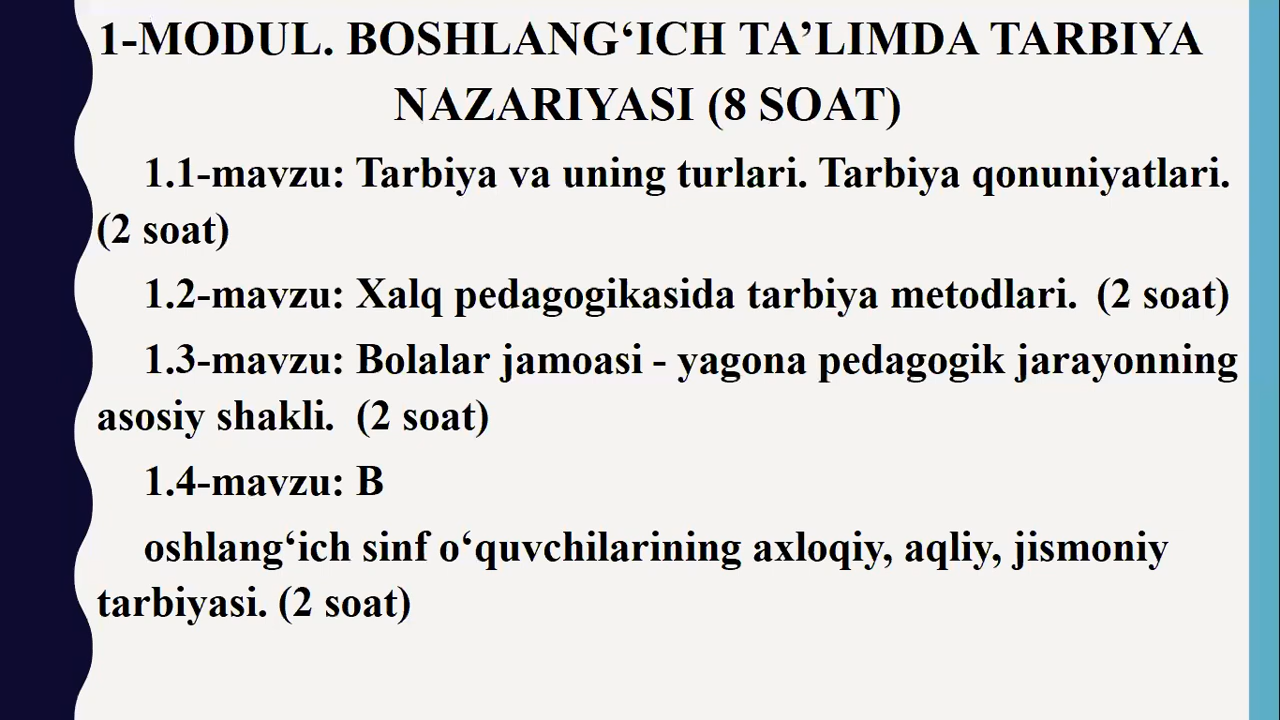 1-MODUL. BOSHLANG‘ICH TA’LIMDA TARBIYA
NAZARIYASI (8 SOAT)
1.1-mavzu: Tarbiya va uning turlari. Tarbiya qonuniyatlari.
(2 soat)
1.2-mavzu: Xalq pedagogikasida tarbiya metodlari. (2 soat)
1.3-mavzu: Bolalar jamoasi - yagona pedagogik jarayonning
asosiy shakli. (2 soat)
1.4-mavzu: B
oshlang‘ich sinf o‘quvchilarining axloqiy, aqliy, jismoniy
tarbiyasi. (2 soat)